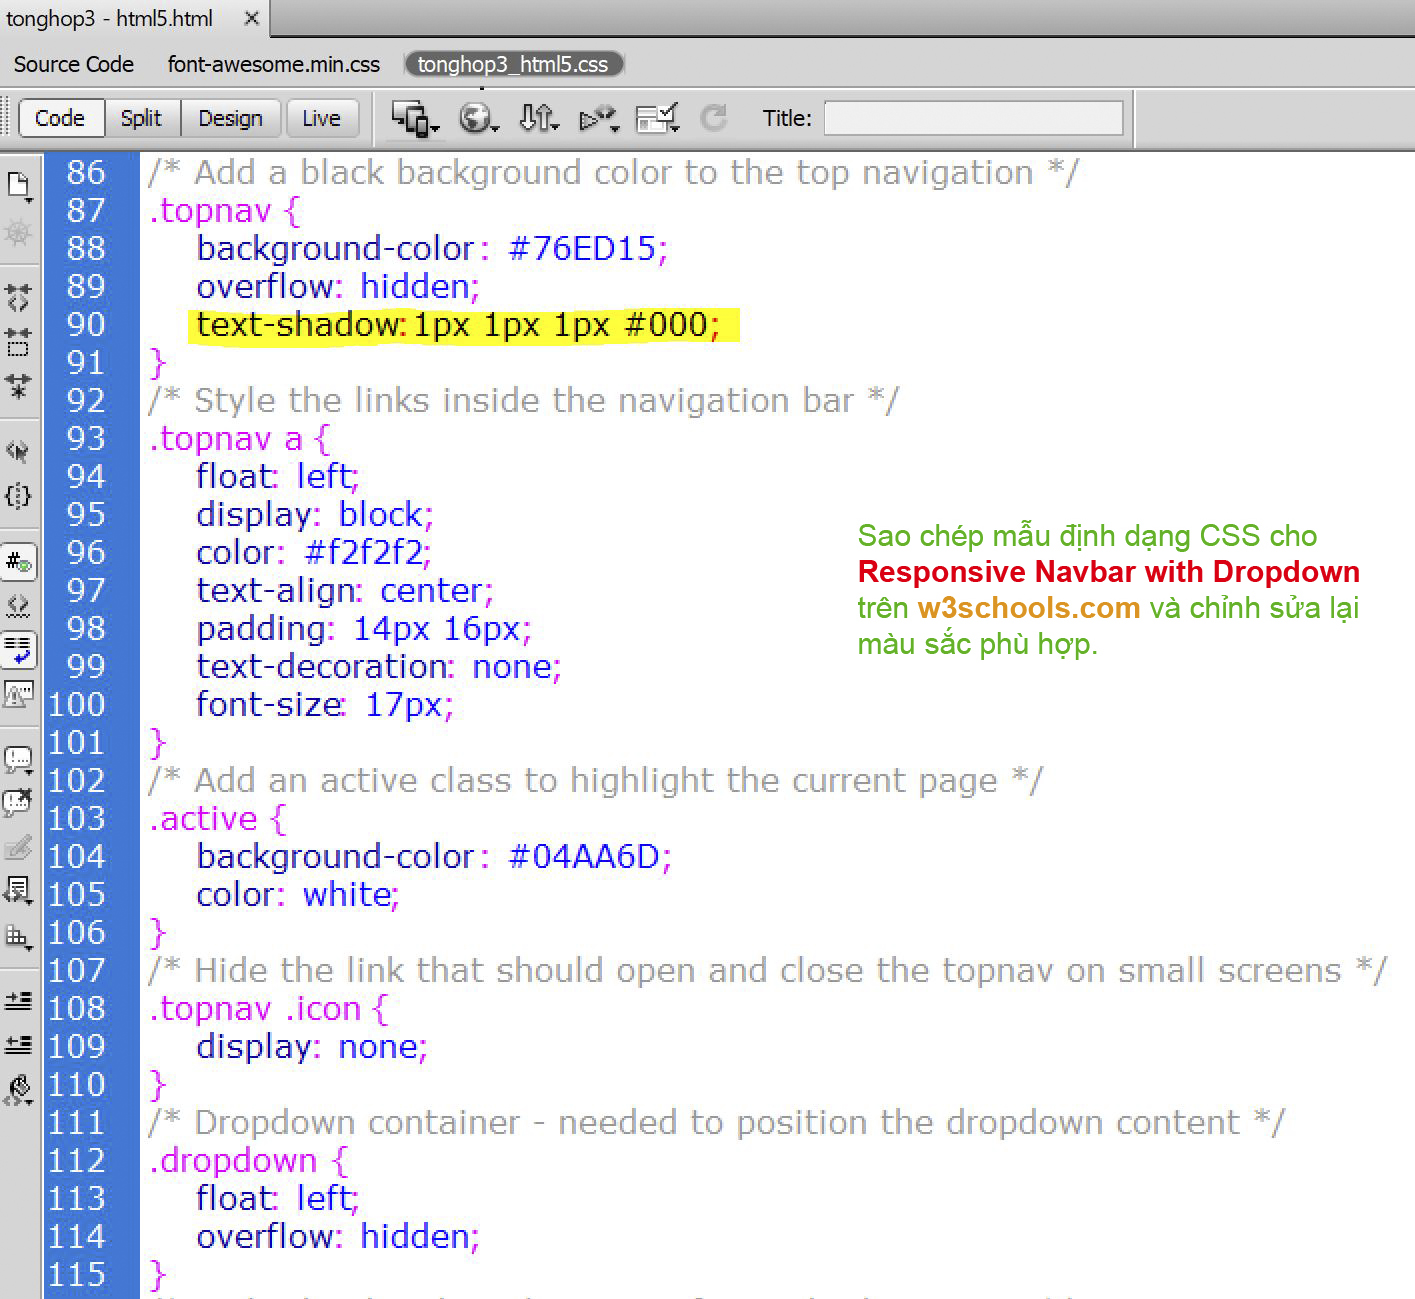 tonghop3 - html5.html ×
Source Code font-awesome.min.css tonghop3_html5.css
Code Split Design Live Title:
86 /* Add a black background color to the top navigation */
87 .topnav {
88 background-color: #76ED15;
89 overflow: hidden;
90 text-shadow:1px 1px 1px #000;
91 }
92 /* Style the links inside the navigation bar */
93 .topnav a {
94 float: left;
95 display: block;
96 color: #f2f2f2;
97 text-align: center;
98 padding: 14px 16px;
99 text-decoration: none;
100 font-size: 17px;
101 }
102 /* Add an active class to highlight the current page */
103 .active {
104 background-color: #04AA6D;
105 color: white;
106 }
107 /* Hide the link that should open and close the topnav on small screens */
108 .topnav .icon {
109 display: none;
110 }
111 /* Dropdown container - needed to position the dropdown content */
112 .dropdown {
113 float: left;
114 overflow: hidden;
115 }
Sao chép mẫu định dạng CSS cho
Responsive Navbar with Dropdown
trên w3schools.com và chỉnh sửa lại
màu sắc phù hợp.